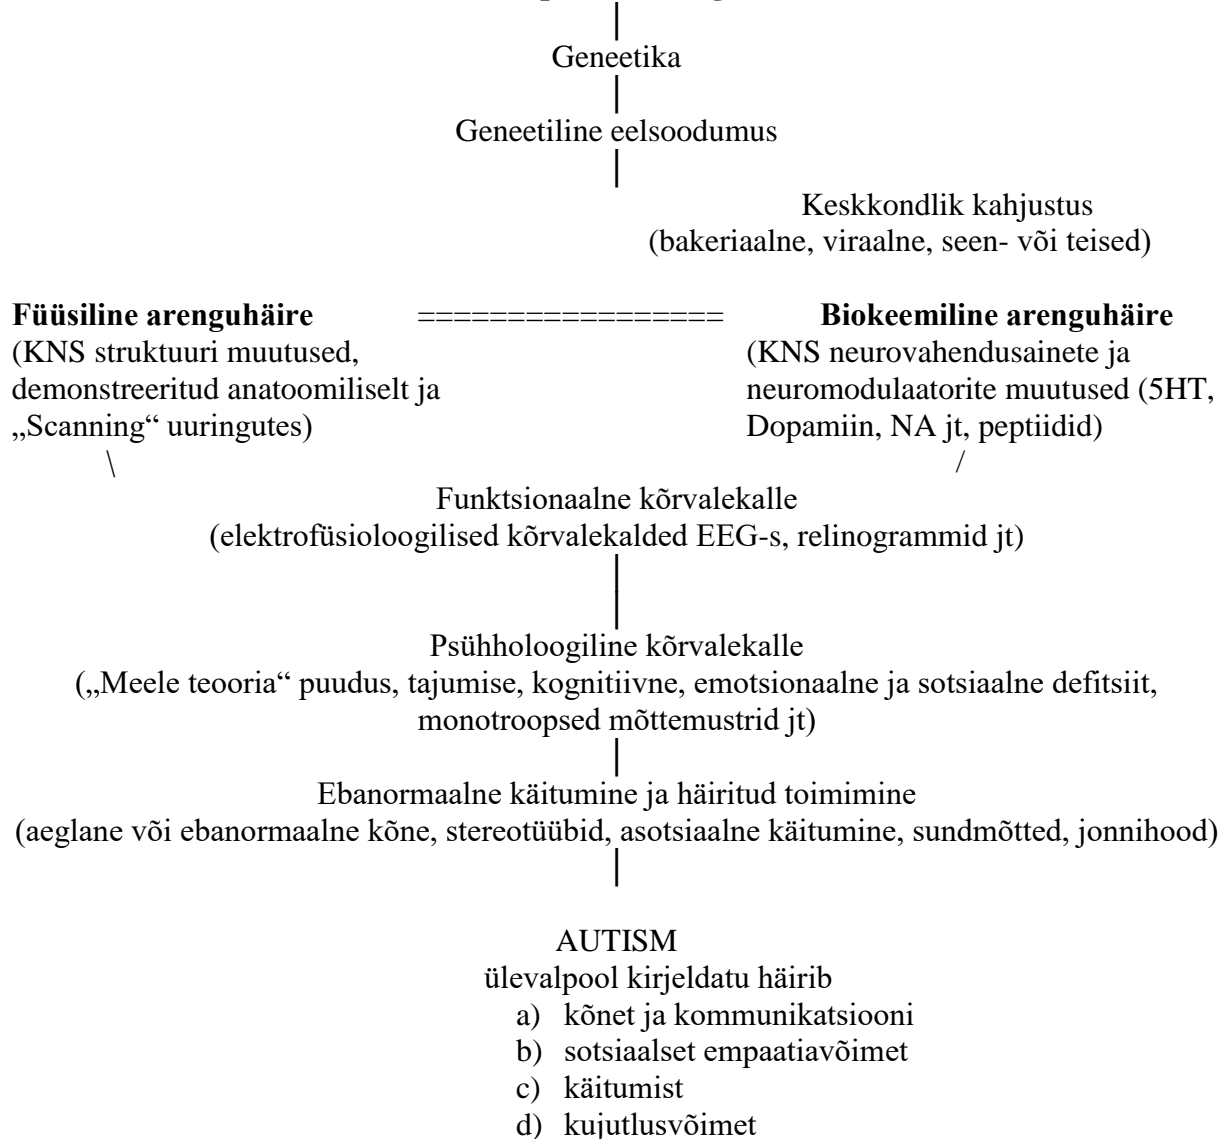 Geneetika
Geneetiline eelsoodumus
Keskkondlik kahjustus
(bakeriaalne, viraalne, seen- või teised)
Füüsiline arenguhäire ================= Biokeemiline arenguhäire
(KNS struktuuri muutused, (KNS neurovahendusainete ja
demonstreeritud anatoomiliselt ja neuromodulaatorite muutused (5HT,
„Scanning“ uuringutes) Dopamiin, NA jt, peptiidid)
\ /
Funktsionaalne kõrvalekalle
(elektrofüsioloogilised kõrvalekalded EEG-s, relinogrammid jt)
Psühholoogiline kõrvalekalle
(„Meele teooria“ puudus, tajumise, kognitiivne, emotsionaalne ja sotsiaalne defitsiit,
monotroopsed mõttemustrid jt)
Ebanormaalne käitumine ja häiritud toimimine
(aeglane või ebanormaalne kõne, stereotüübid, asotsiaalne käitumine, sundmõtted, jonnihood)
AUTISM
ülevalpool kirjeldatu häirib
a) kõnet ja kommunikatsiooni
b) sotsiaalset empaatiavõimet
c) käitumist
d) kujutlusvõimet